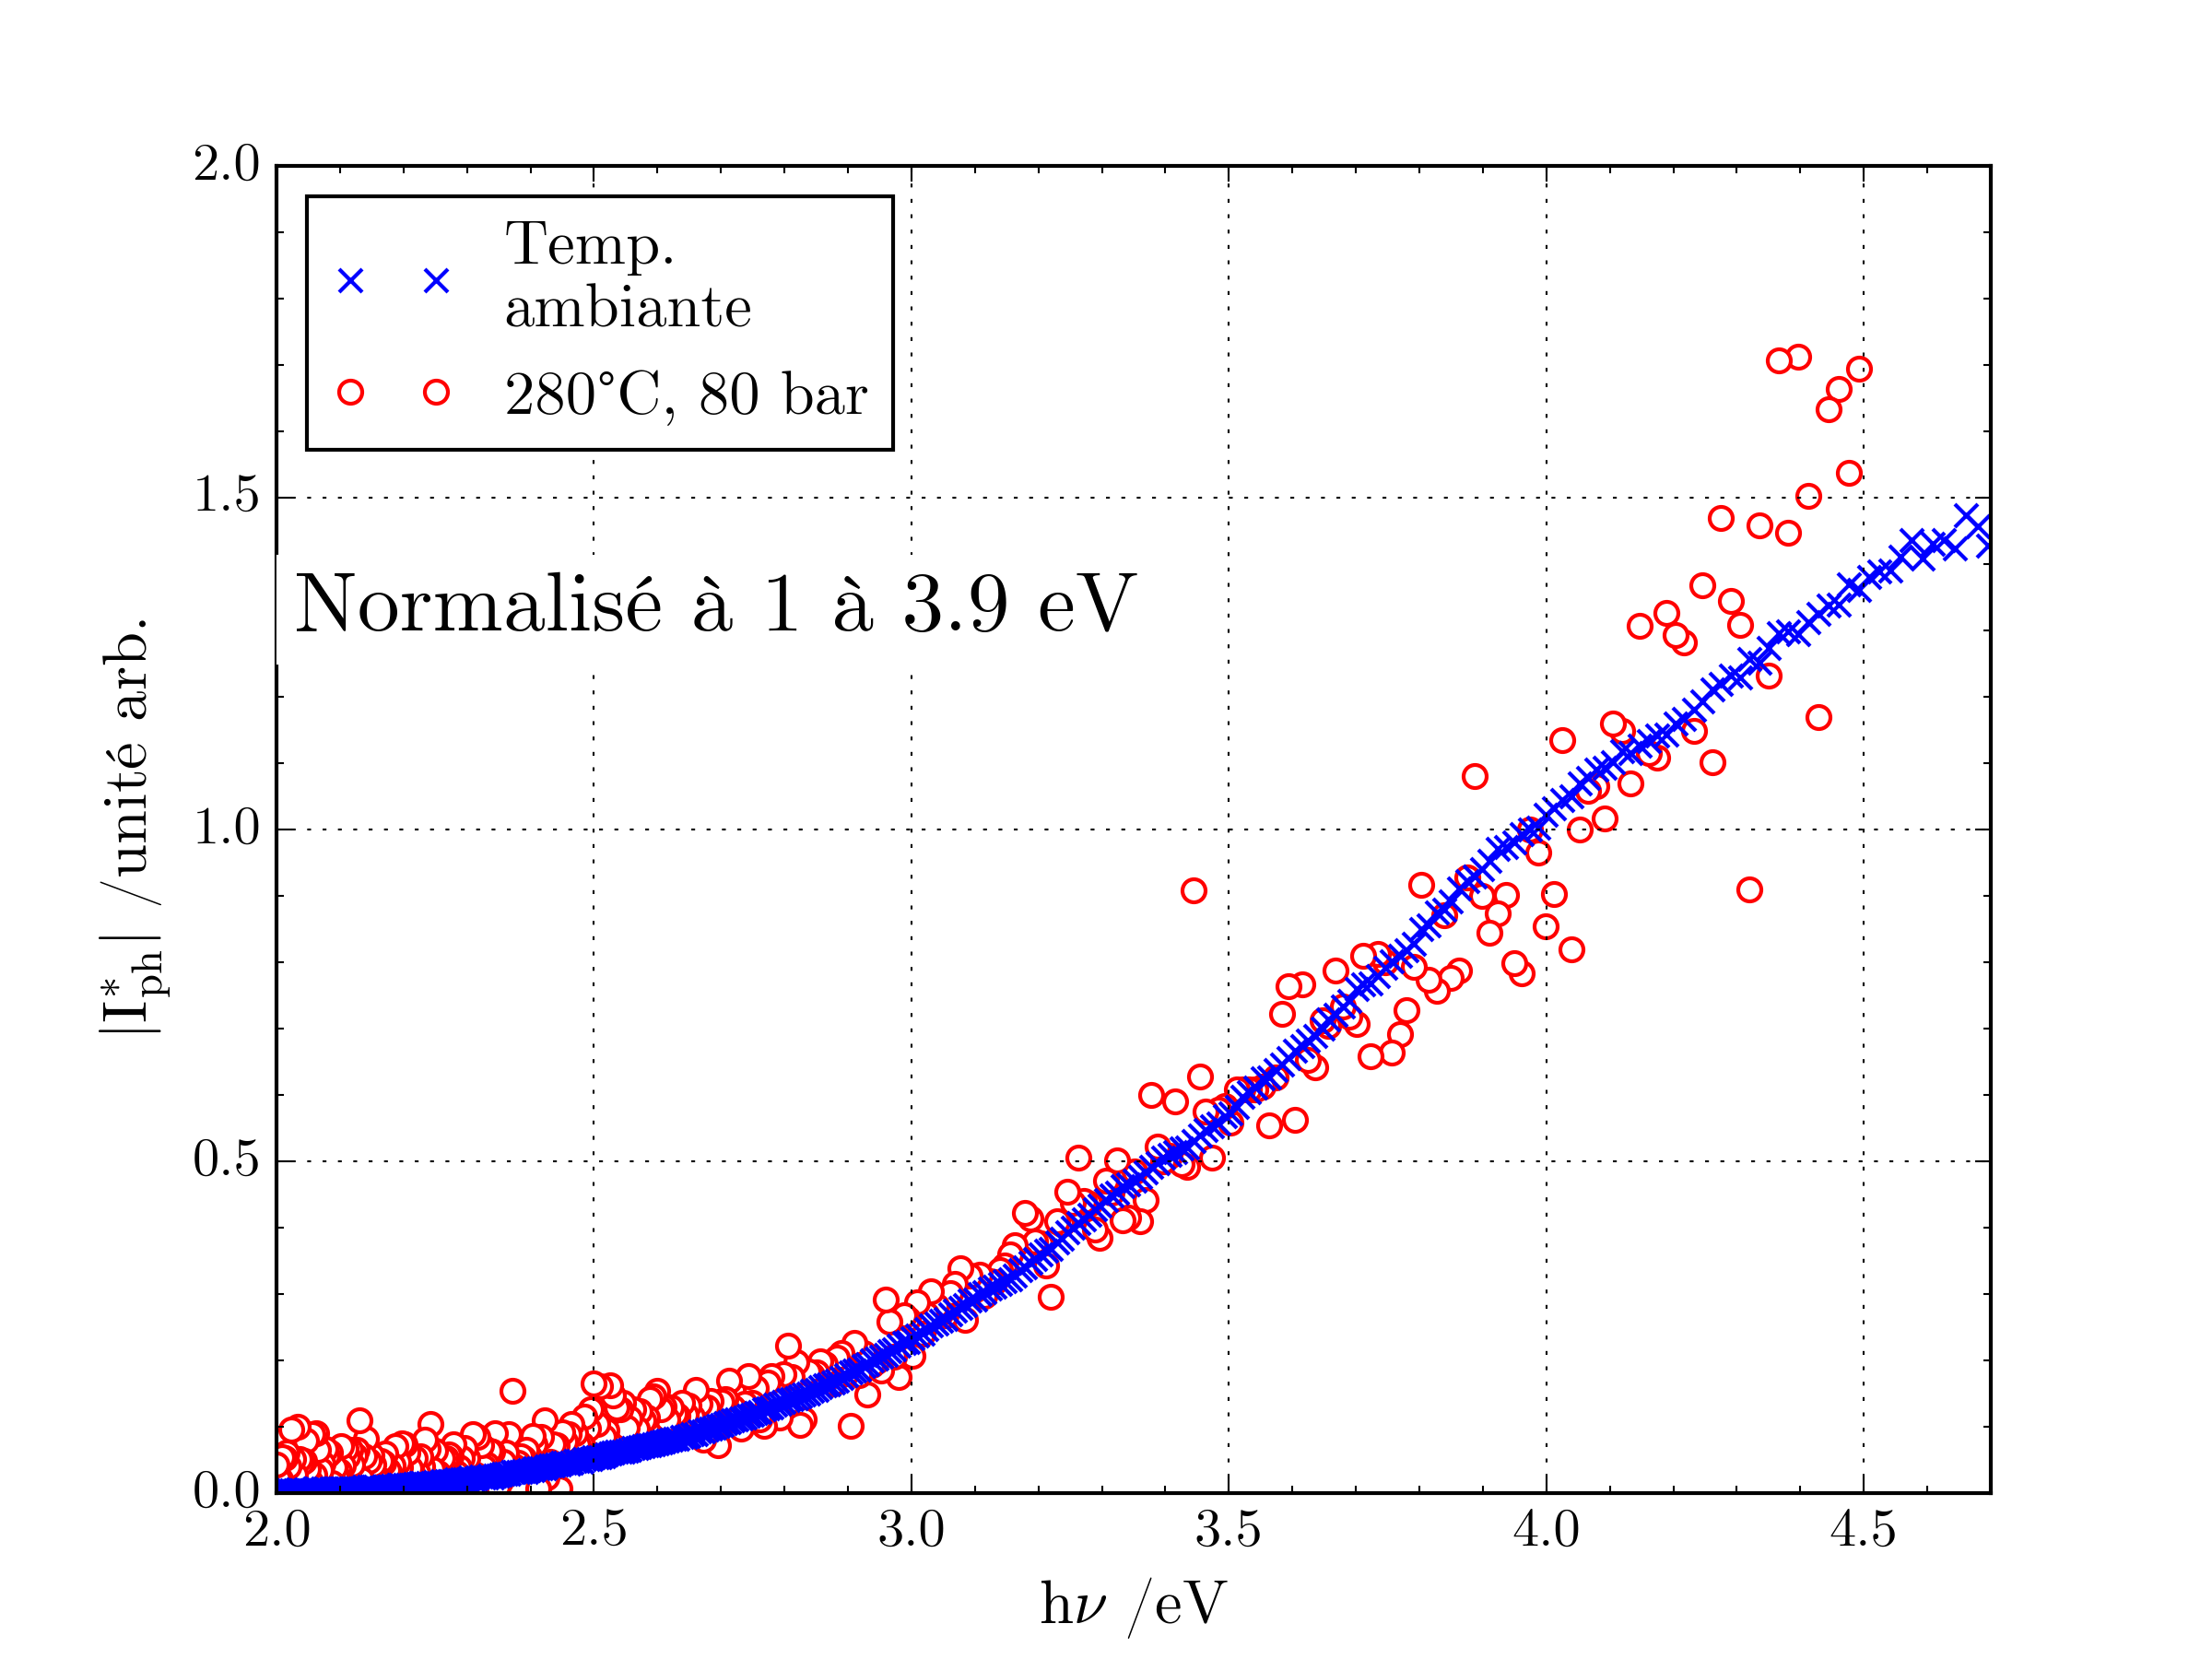 2.0
Temp.
ambiante
280°C, 80 bar
1.5
Normalisé à 1 à 3.9 eV
1.0
0.5
0.0
|I*ph| /unité arb.
2.0 2.5 3.0 3.5 4.0 4.5
hν /eV